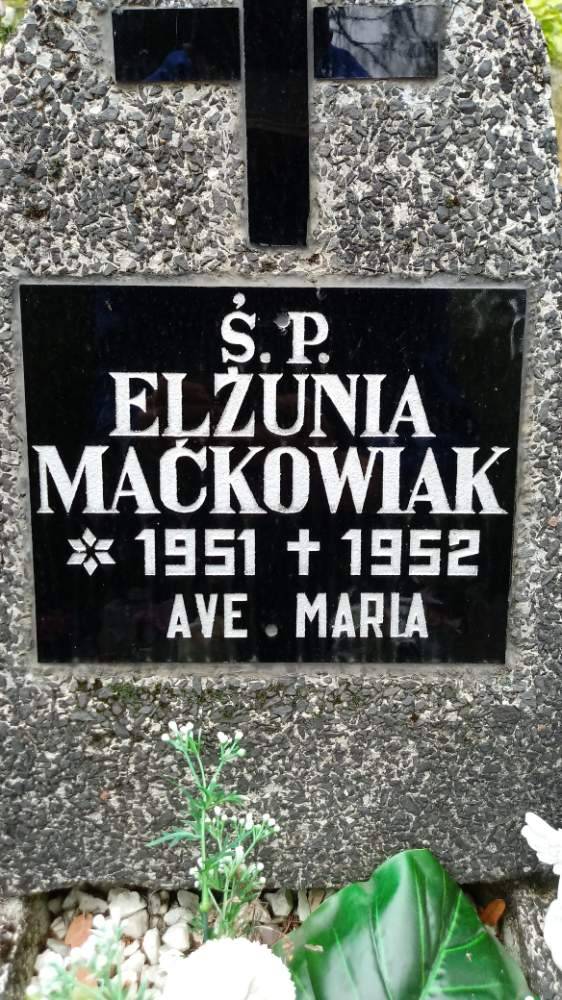 Ś. P.
ELŻUNIA
MAĆKOWIAK
* 1951 † 1952
AVE MARIA